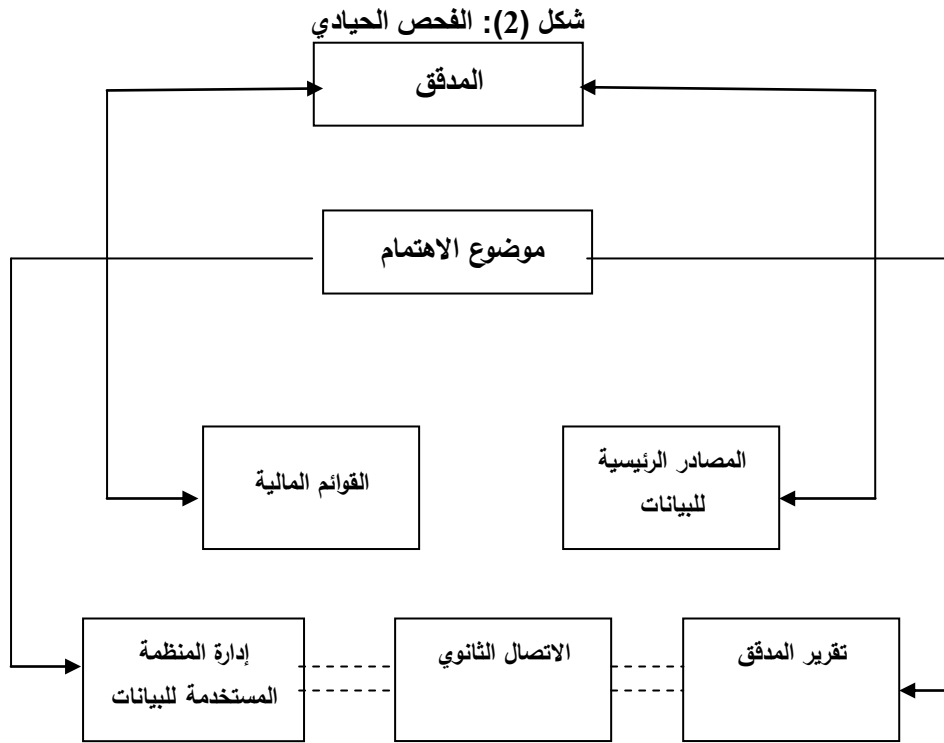 شكل (2): الفحص الحيادي
المدقق
موضوع الاهتمام
المصادر الرئيسية
للبيانات
القوائم المالية
تقرير المدقق
الاتصال الثانوي
إدارة المنظمة
المستخدمة للبيانات